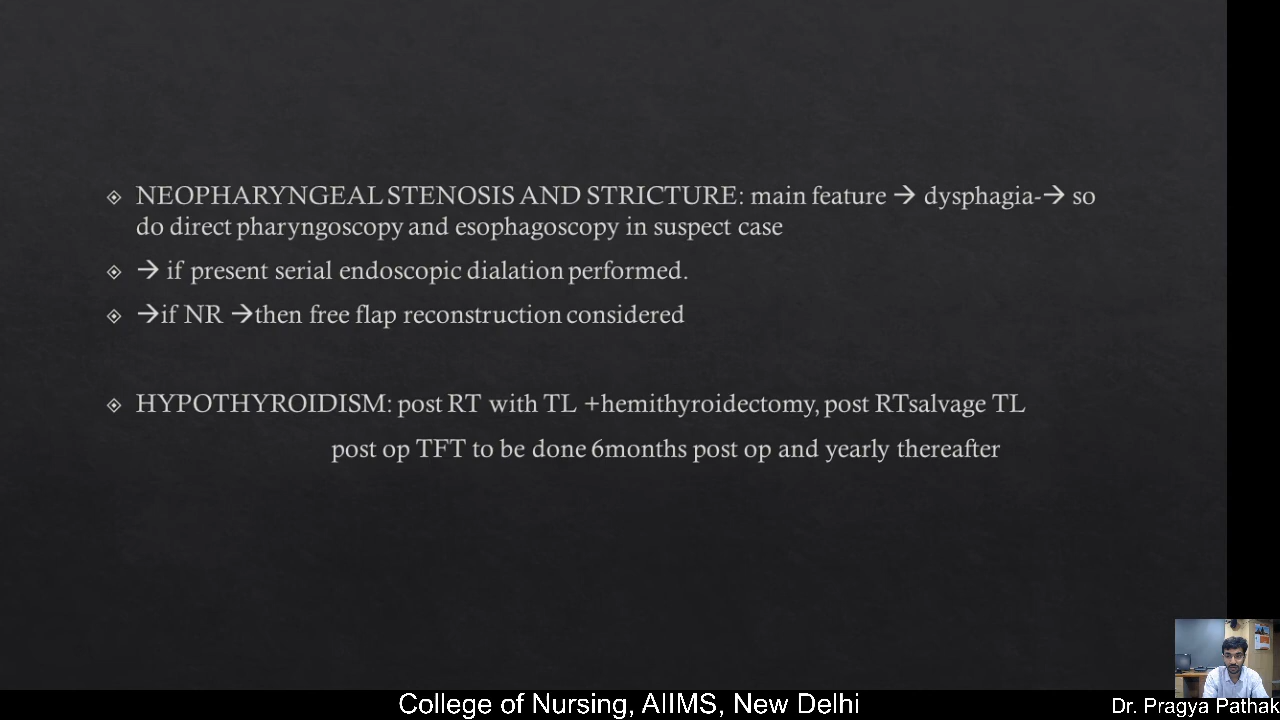 NEOPHARYNGEAL STENOSIS AND STRICTURE: main feature → dysphagia-→ so
do direct pharyngoscopy and esophagoscopy in suspect case
→ if present serial endoscopic dialation performed.
→if NR →then free flap reconstruction considered
HYPOTHYROIDISM: post RT with TL +hemithyroidectomy, post RTsalvage TL
post op TFT to be done 6months post op and yearly thereafter
College of Nursing, AIIMS, New Delhi
Dr. Pragya Pathak